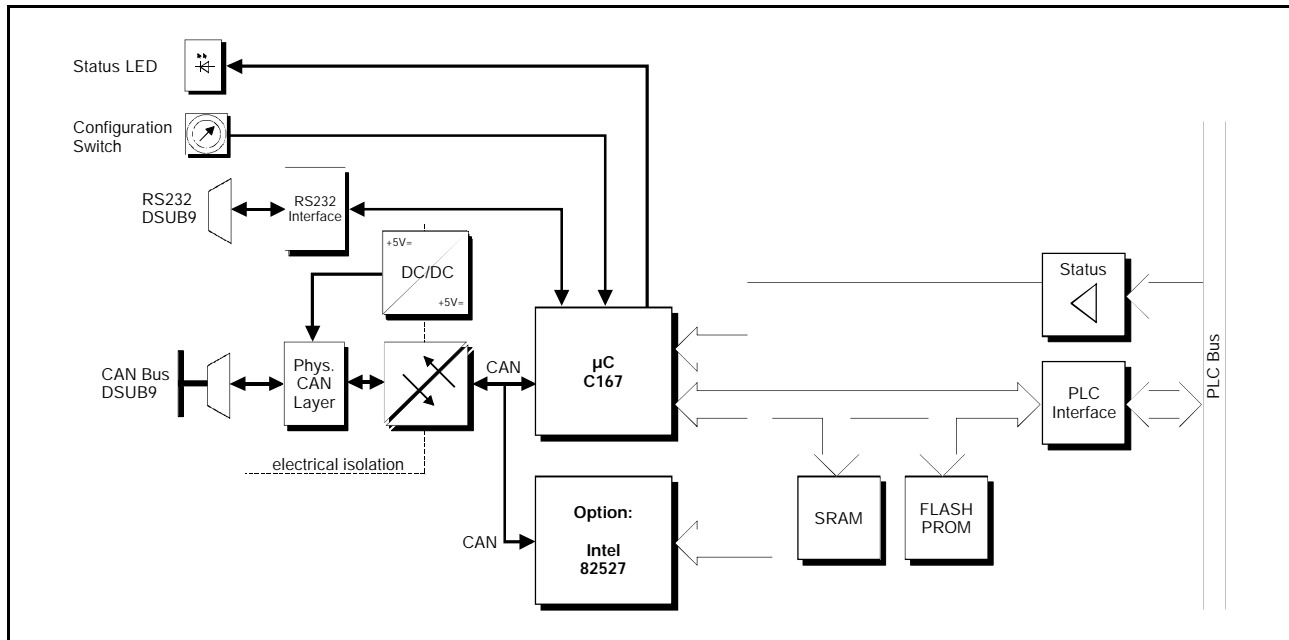 Status LED
Configuration
Switch
RS232
DSUB9
RS232
Interface
+5V=
DC/DC
+5V=
CAN Bus
DSUB9
Phys.
CAN
Layer
CAN
µC
C167
Status
PLC
Interface
PLC Bus
electrical isolation
CAN
Option:
Intel
82527
SRAM
FLASH
PROM